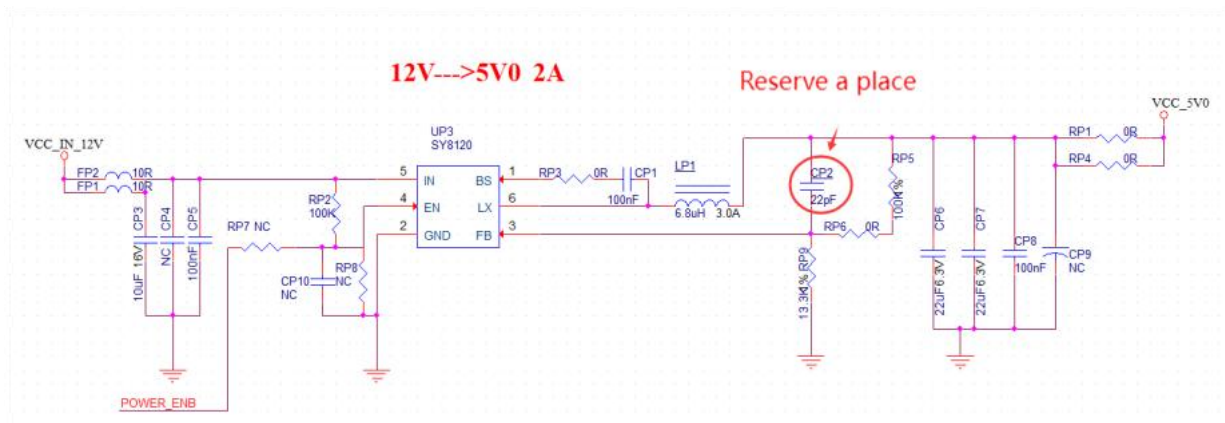 12V--->5V0 2A
Reserve a place
VCC_5V0
VCC_IN_12V
UP3
SY8120
FP2 10R
FP1 10R
5 IN BS 1
4 EN LX 6
2 GND FB 3
RP3 0R CP1
100nF
LP1
6.8uH 3.0A
RP1 0R
RP4 0R
CP2
22pF
RP5
100K1%
RP6 0R
RP2
100K
RP7 NC
CP3
10uF 16V
CP4
NC
CP5
100nF
CP10
NC
RP8
NC
RP9
13.3K1%
CP6
22uF6.3V
CP7
22uF6.3V
CP8
100nF
CP9
NC
POWER_ENB